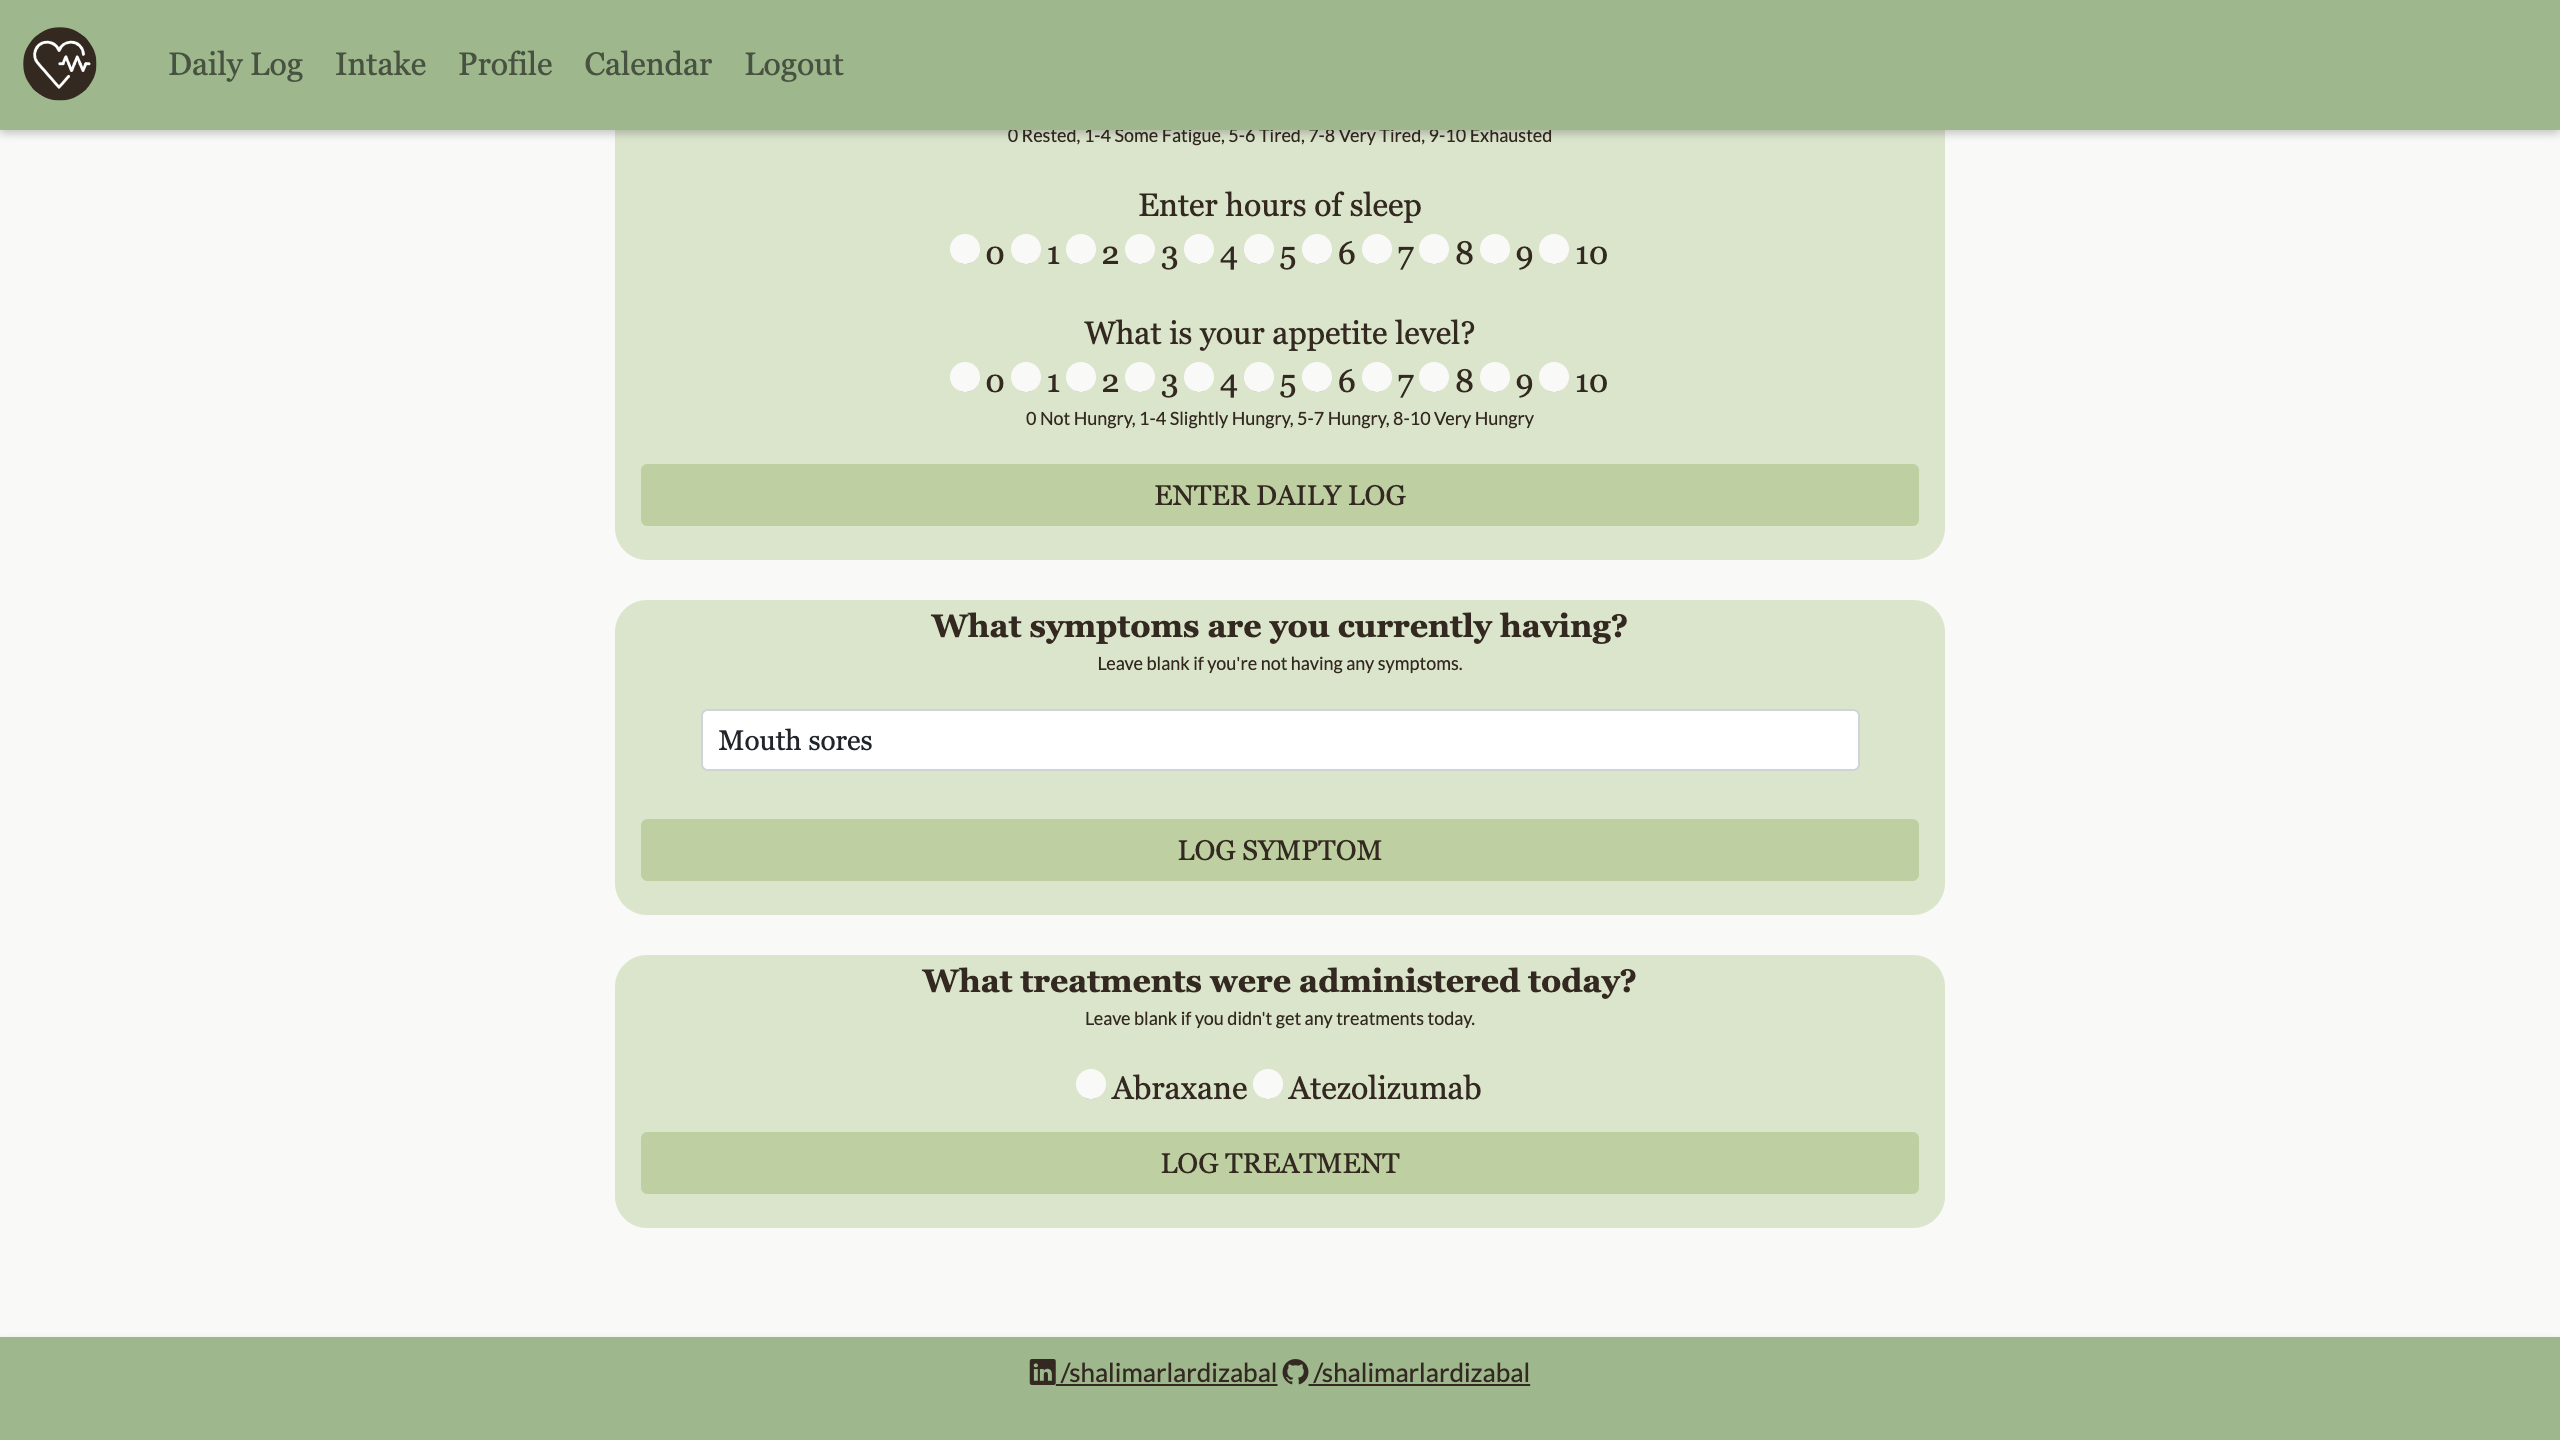 Daily Log Intake Profile Calendar Logout
0 Rested, 1-4 Some Fatigue, 5-6 Tired, 7-8 Very Tired, 9-10 Exhausted
Enter hours of sleep
0 1 2 3 4 5 6 7 8 9 10
What is your appetite level?
0 1 2 3 4 5 6 7 8 9 10
0 Not Hungry, 1-4 Slightly Hungry, 5-7 Hungry, 8-10 Very Hungry
ENTER DAILY LOG
What symptoms are you currently having?
Leave blank if you're not having any symptoms.
Mouth sores
LOG SYMPTOM
What treatments were administered today?
Leave blank if you didn't get any treatments today.
Abraxane Atezolizumab
LOG TREATMENT
/shalimarlardizabal /shalimarlardizabal